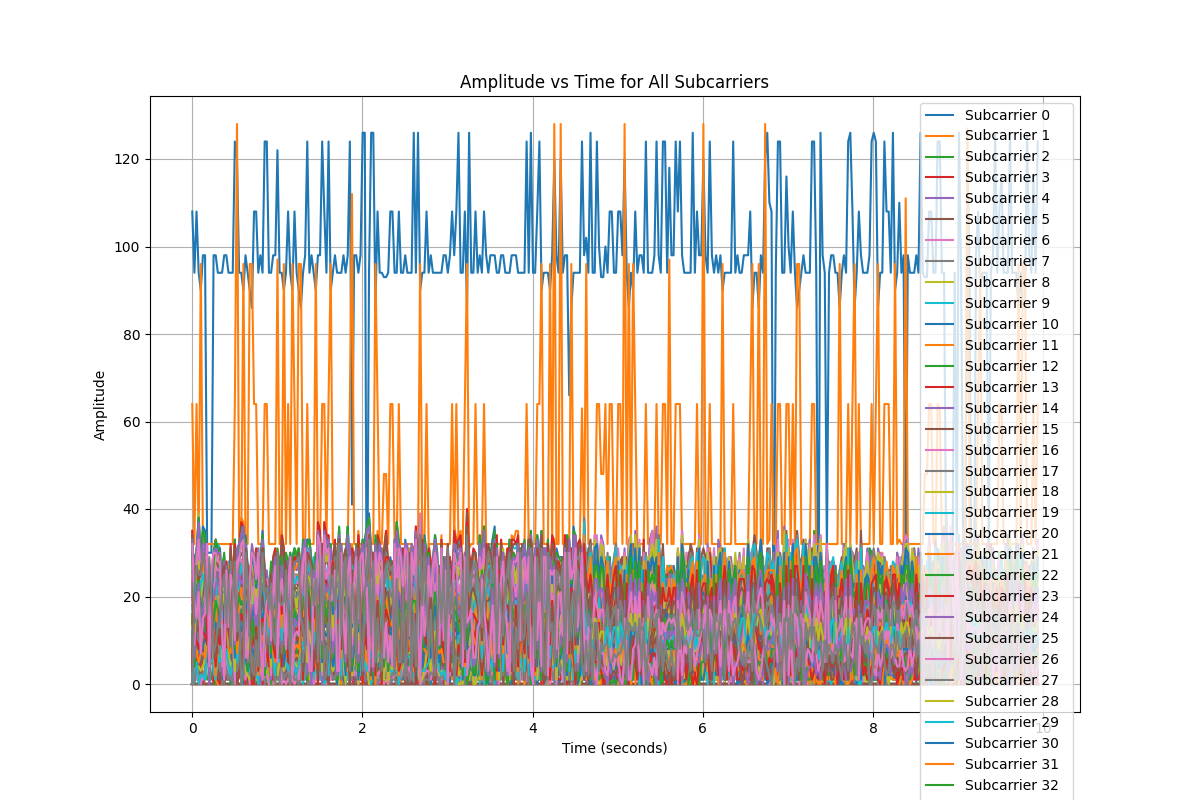 Amplitude vs Time for All Subcarriers
Amplitude
120
100
80
60
40
20
0
0
2
4
6
8
10
Time (seconds)
Subcarrier 0
Subcarrier 1
Subcarrier 2
Subcarrier 3
Subcarrier 4
Subcarrier 5
Subcarrier 6
Subcarrier 7
Subcarrier 8
Subcarrier 9
Subcarrier 10
Subcarrier 11
Subcarrier 12
Subcarrier 13
Subcarrier 14
Subcarrier 15
Subcarrier 16
Subcarrier 17
Subcarrier 18
Subcarrier 19
Subcarrier 20
Subcarrier 21
Subcarrier 22
Subcarrier 23
Subcarrier 24
Subcarrier 25
Subcarrier 26
Subcarrier 27
Subcarrier 28
Subcarrier 29
Subcarrier 30
Subcarrier 31
Subcarrier 32